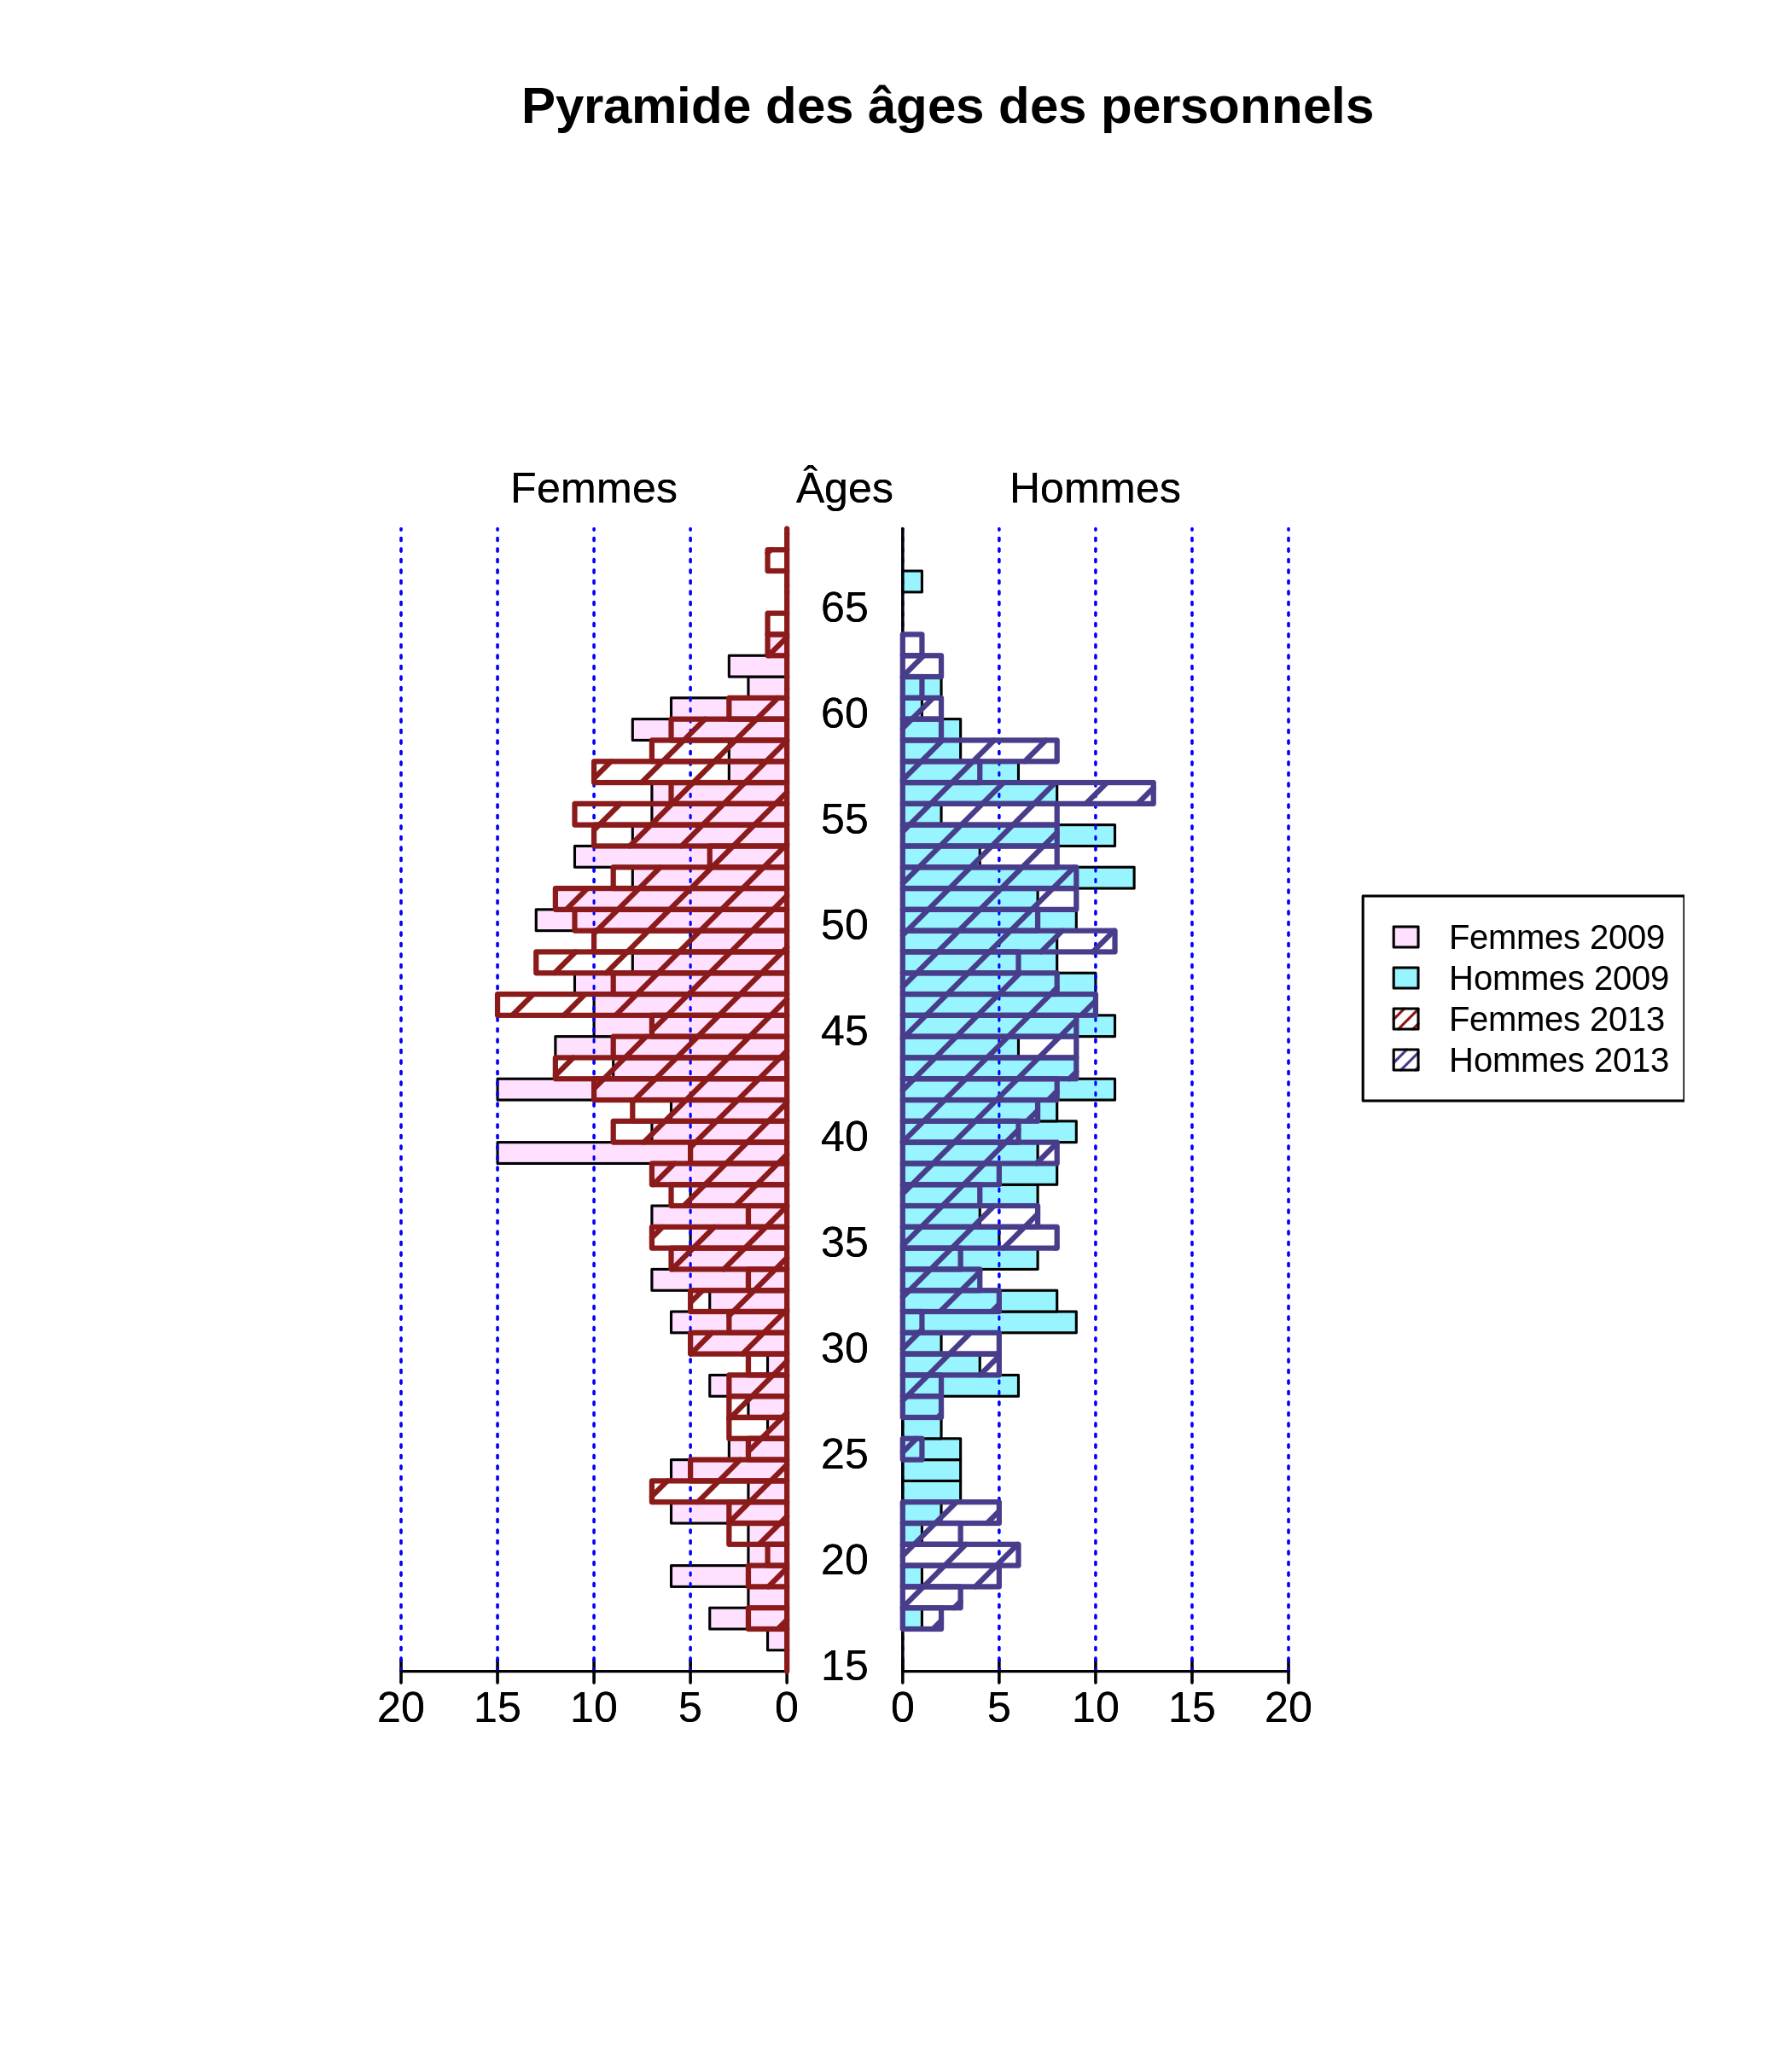 Pyramide des âges des personnels
Femmes Âges Hommes
65
60
55
50
45
40
35
30
25
20
15
20 15 10 5 0 0 5 10 15 20
Femmes 2009
Hommes 2009
Femmes 2013
Hommes 2013